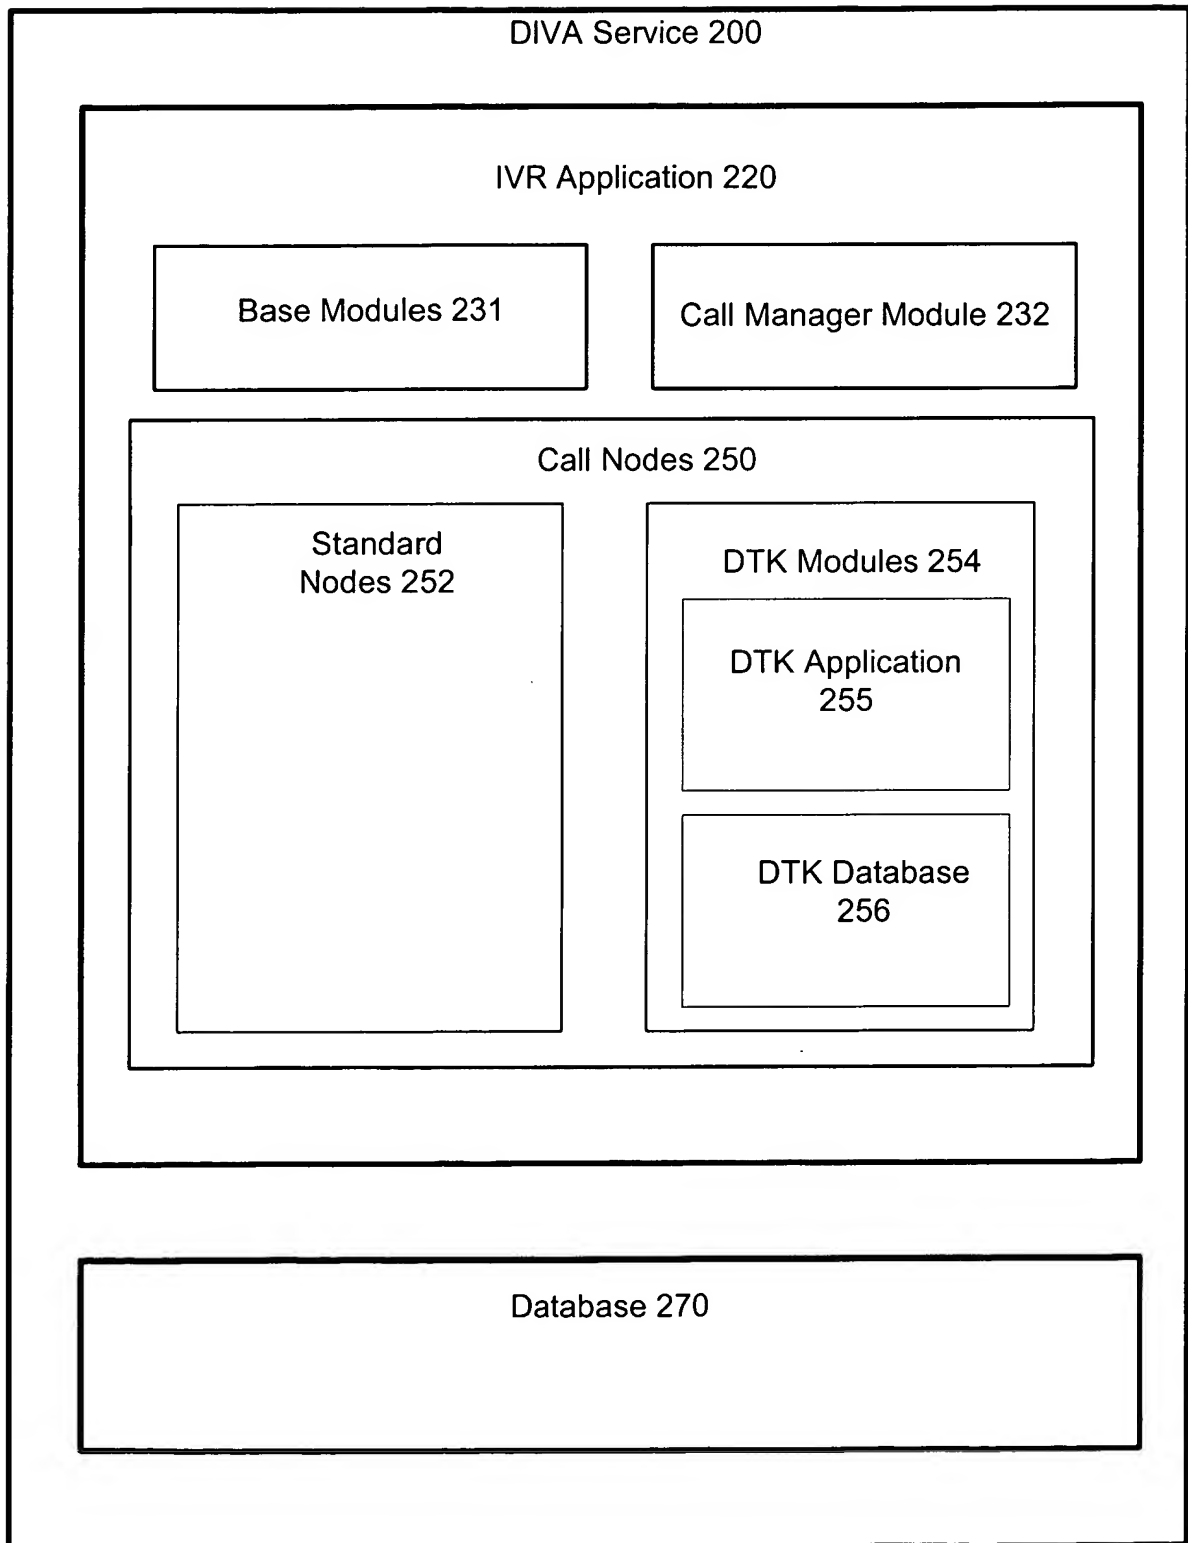 DIVA Service 200
IVR Application 220
Base Modules 231
Call Manager Module 232
Call Nodes 250
Standard
Nodes 252
DTK Modules 254
DTK Application
255
DTK Database
256
Database 270